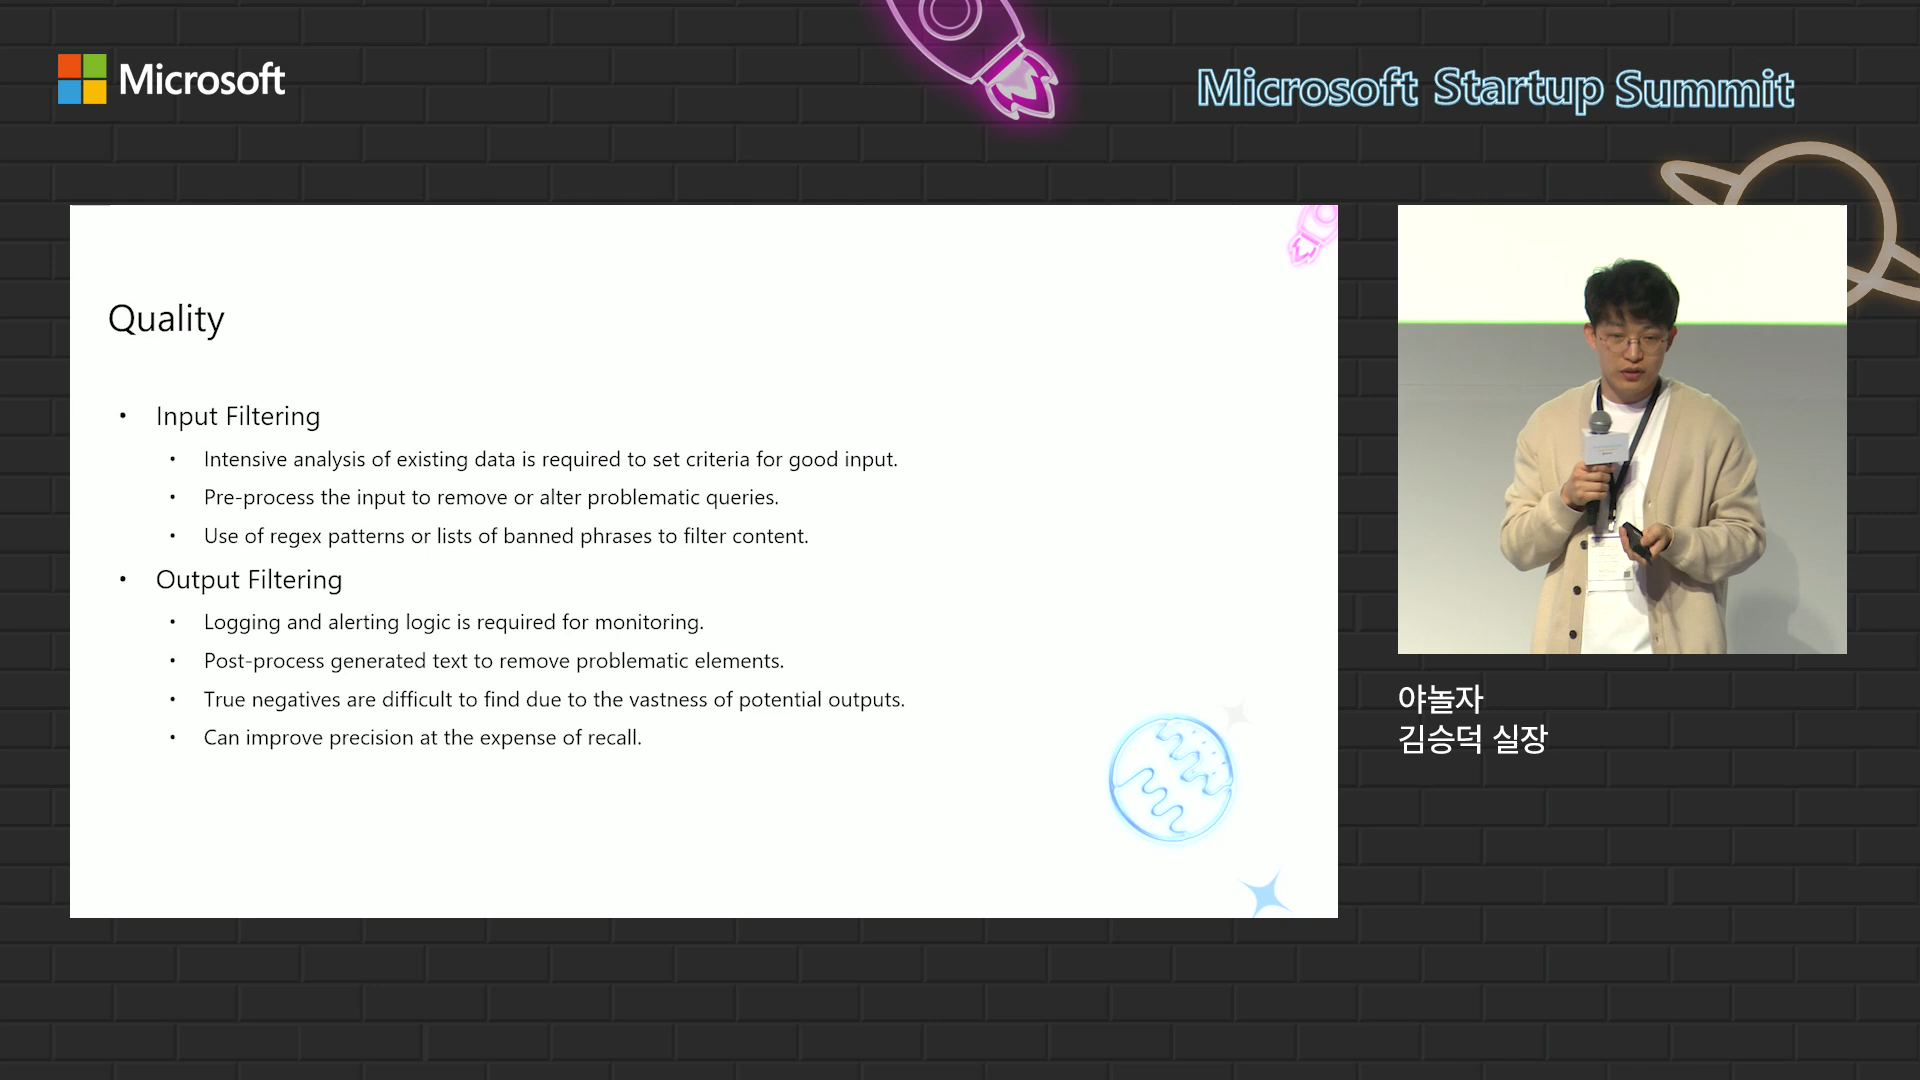 Microsoft
Microsoft Startup Summit
Quality
• Input Filtering
• Intensive analysis of existing data is required to set criteria for good input.
• Pre-process the input to remove or alter problematic queries.
• Use of regex patterns or lists of banned phrases to filter content.
• Output Filtering
• Logging and alerting logic is required for monitoring.
• Post-process generated text to remove problematic elements.
• True negatives are difficult to find due to the vastness of potential outputs.
• Can improve precision at the expense of recall.
야놀자
김승덕 실장